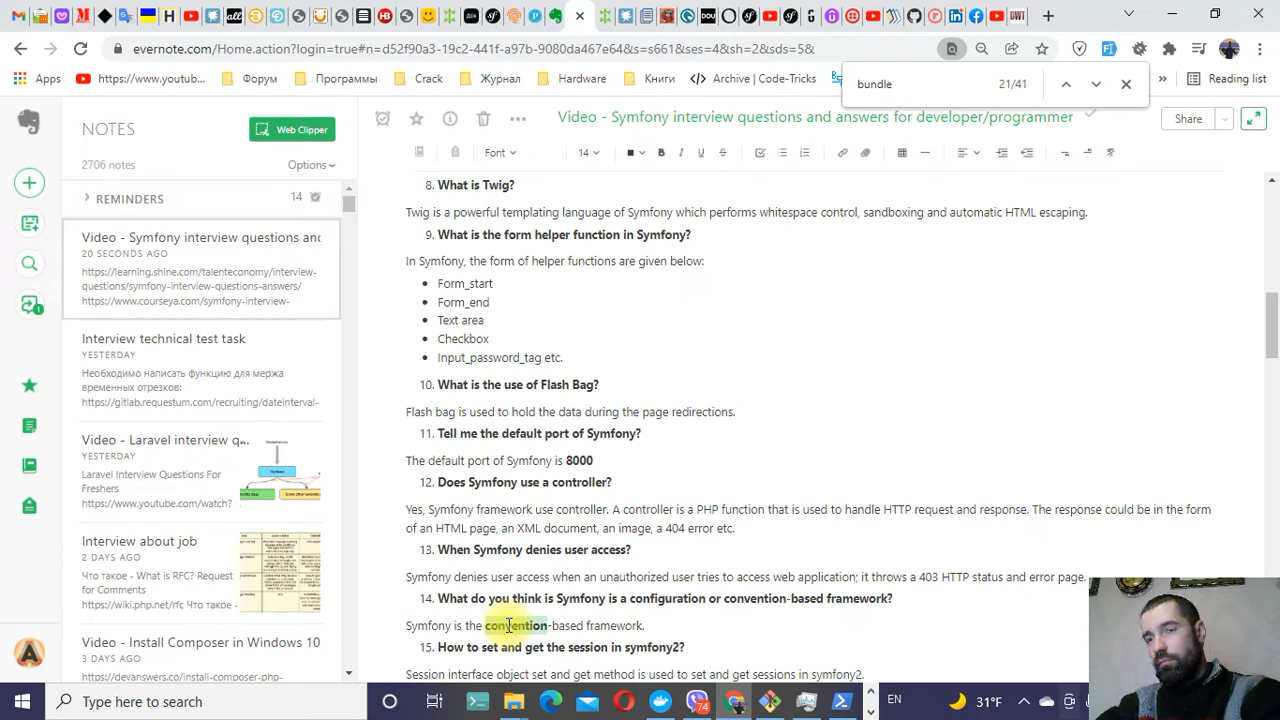 evernote.com/Home.action?login=true#n=d52f90a3-19c2-441f-a97b-9080da467e64&s=s661&ses=4&sh=2&sds=5&
Apps
https://www.youtub...
Форум
Программы
Crack
Журнал
Книги
Archive | Code-Tricks
Reading list
bundle
21/41
NOTES
Web Clipper
2706 notes
Options
REMINDERS
14
Video - Symfony interview questions and answers for developer/programmer
Share
Font
14
Video - Symfony interview questions anc
20 SECONDS AGO
https://learning.shine.com/talenteconomy/interview-
questions/symfony-interview-questions-answers/
https://www.courseya.com/symfony-interview-
Interview technical test task
YESTERDAY
Необходимо написать функцию для мержа
временных отрезков:
https://gitlab.requestum.com/recruiting/dateinterval-
Video - Laravel interview q...
YESTERDAY
Laravel Interview Questions For
Freshers
https://www.youtube.com/watch?
Interview about job
2 DAYS AGO
Что такое - What is RFC? Request
for Comments
https://wiki.php.net/rfc Что такое -
Video - Install Composer in Windows 10
3 DAYS AGO
https://devanswers.co/install-composer-php-
8. What is Twig?
Twig is a powerful templating language of Symfony which performs whitespace control, sandboxing and automatic HTML escaping.
9. What is the form helper function in Symfony?
In Symfony, the form of helper functions are given below:
Form_start
Form_end
Text area
Checkbox
Input_password_tag etc.
10. What is the use of Flash Bag?
Flash bag is used to hold the data during the page redirections.
11. Tell me the default port of Symfony?
The default port of Symfony is 8000
12. Does Symfony use a controller?
Yes, Symfony framework use controller. A controller is a PHP function that is used to handle HTTP request and response. The response could be in the form
of an HTML page, an XML document, an image, a 404 error etc.
13. When Symfony denies user access?
Symfony denies user access when an unauthorized user tries to access web application; it throws a 403 HTTP status and error page.
14. What do you think is Symfony is a configuration or convention-based framework?
Symfony is the convention-based framework.
15. How to set and get the session in symfony2?
Session interface object set and get method is used to set and get sessions in symfony2.
Type here to search
74
EN
31°F